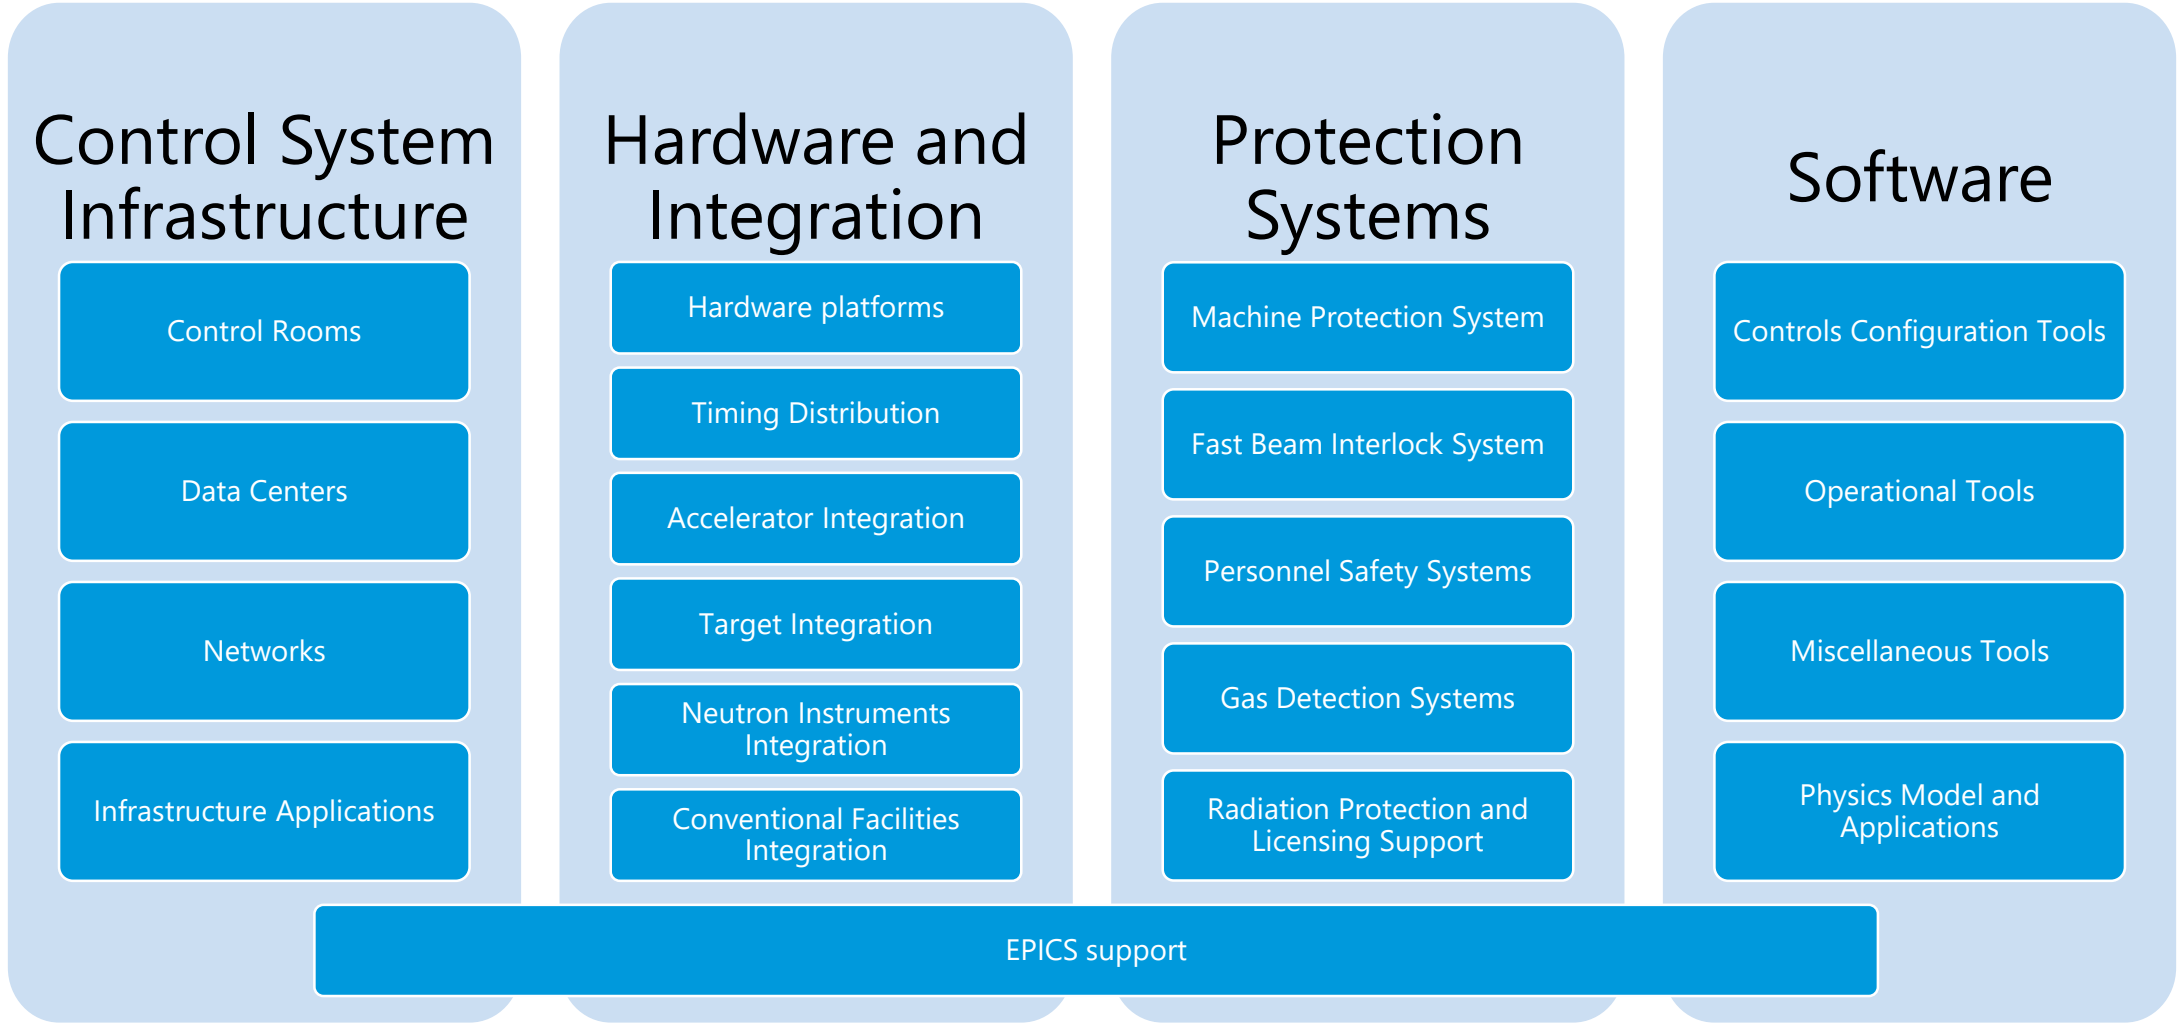 Control System
Infrastructure
Control Rooms
Data Centers
Networks
Infrastructure Applications
Hardware and
Integration
Hardware platforms
Timing Distribution
Accelerator Integration
Target Integration
Neutron Instruments
Integration
Conventional Facilities
Integration
Protection
Systems
Machine Protection System
Fast Beam Interlock System
Personnel Safety Systems
Gas Detection Systems
Radiation Protection and
Licensing Support
Software
Controls Configuration Tools
Operational Tools
Miscellaneous Tools
Physics Model and
Applications
EPICS support